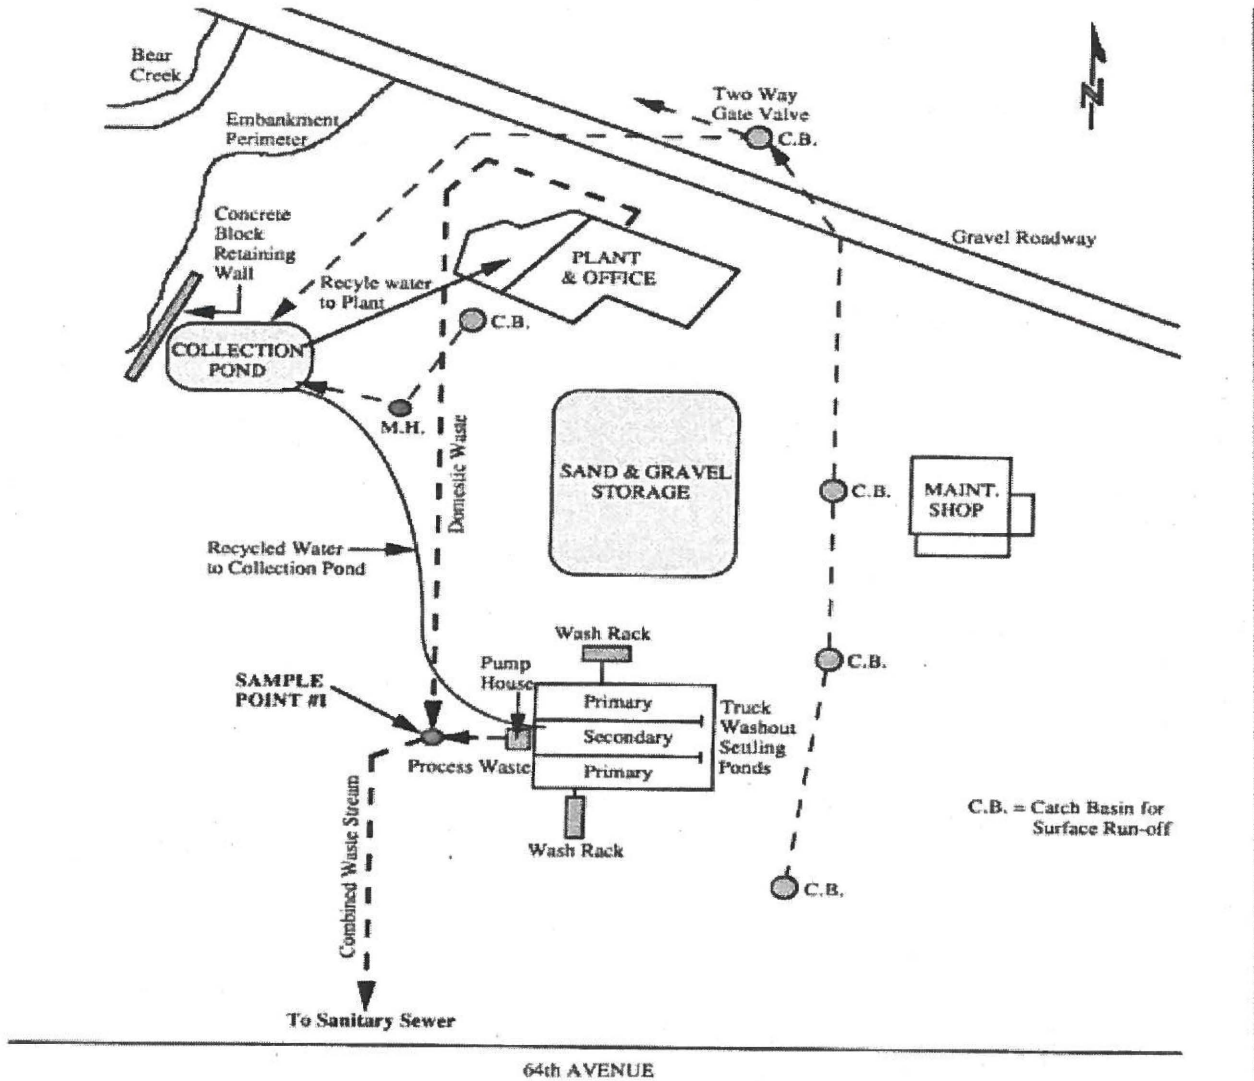 Bear
Creek
Embankment
Perimeter
Two Way
Gate Valve
C.B.
N
Concrete
Block
Retaining
Wall
Gravel Roadway
PLANT
& OFFICE
Recyle water
to Plant
C.B.
COLLECTION
POND
M.H.
Domestic Waste
SAND & GRAVEL
STORAGE
C.B.
MAINT.
SHOP
Recycled Water
to Collection Pond
Wash Rack
C.B.
Pump
House
SAMPLE
POINT #1
Primary
Secondary
Primary
Truck
Washout
Settling
Ponds
Process Waste
Combined Waste Stream
Wash Rack
C.B. = Catch Basin for
Surface Run-off
C.B.
To Sanitary Sewer
64th AVENUE